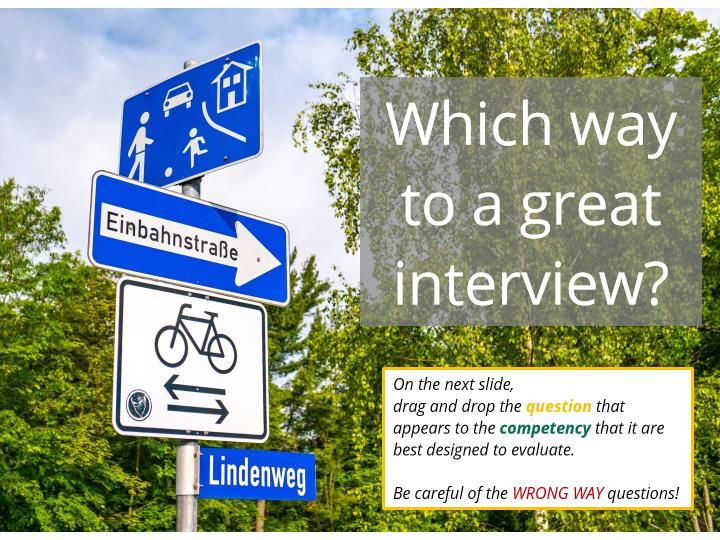 Einbahnstraße
Lindenweg
Which way
to a great
interview?
On the next slide,
drag and drop the question that
appears to the competency that it are
best designed to evaluate.
Be careful of the WRONG WAY questions!